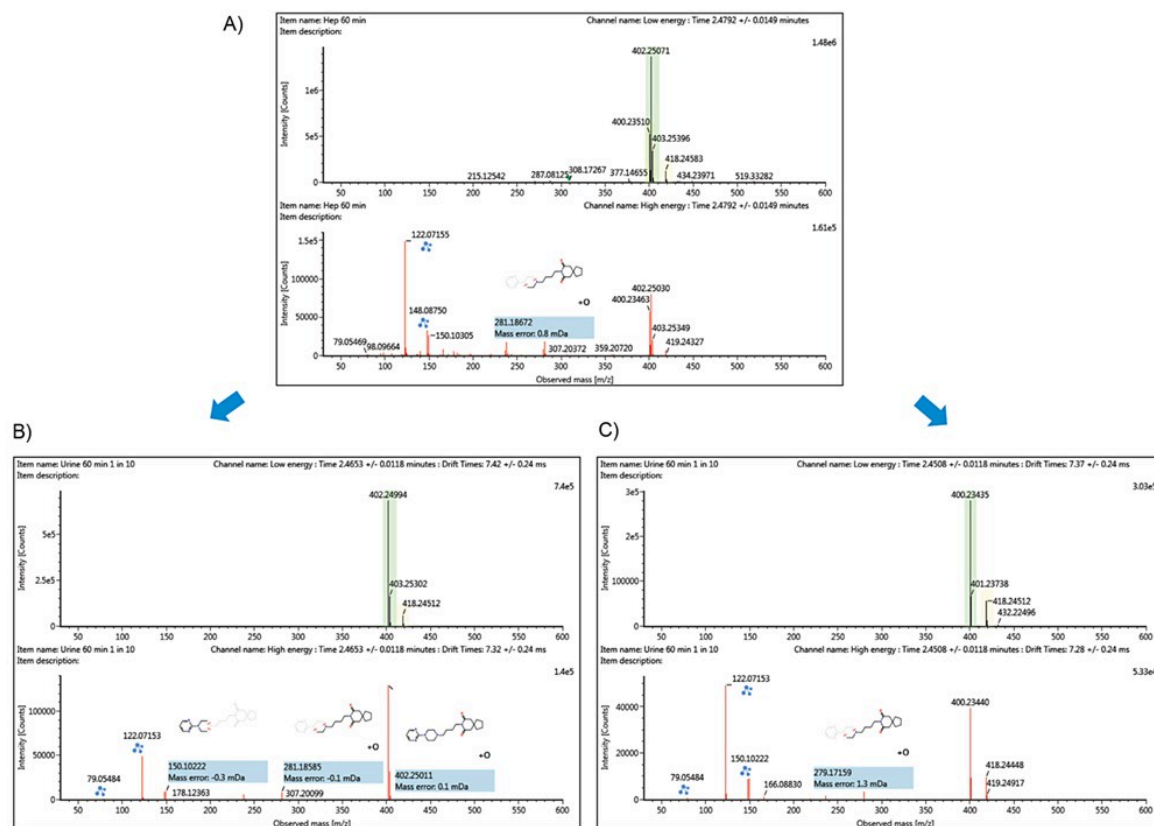 A)
Item name: Hep 60 min Channel name: Low energy : Time 2.4792 +/- 0.0149 minutes
Item description:
1.48e6
402.25071
1e6
400.23510
403.25396
5e5
418.24583
308.17267
287.08125
377.14655
434.23971
215.12542
519.33282
0
Intensity [Counts]
50 100 150 200 250 300 350 400 450 500 550 600
Item name: Hep 60 min Channel name: High energy : Time 2.4792 +/- 0.0149 minutes
Item description:
1.61e5
1.5e5
122.07155
100000
+O
402.25030
400.23463
148.08750
281.18672
Mass error: 0.8 mDa
50000
150.10305
403.25349
79.05469
98.09664
307.20372
359.20720
419.24327
0
Intensity [Counts]
50 100 150 200 250 300 350 400 450 500 550 600
Observed mass [m/z]
B)
Item name: Urine 60 min 1 in 10 Channel name: Low energy : Time 2.4653 +/- 0.0118 minutes : Drift Times: 7.42 +/- 0.24 ms
Item description:
7.4e5
402.24994
5e5
2.5e5
403.25302
418.24512
0
Intensity [Counts]
50 100 150 200 250 300 350 400 450 500 550 600
Item name: Urine 60 min 1 in 10 Channel name: High energy : Time 2.4653 +/- 0.0118 minutes : Drift Times: 7.32 +/- 0.24 ms
Item description:
1.4e5
100000
+O
+O
122.07153
50000
150.10222
Mass error: -0.3 mDa
281.18585
Mass error: -0.1 mDa
402.25011
Mass error: 0.1 mDa
79.05484
178.12363
307.20099
0
Intensity [Counts]
50 100 150 200 250 300 350 400 450 500 550 600
Observed mass [m/z]
C)
Item name: Urine 60 min 1 in 10 Channel name: Low energy : Time 2.4508 +/- 0.0118 minutes : Drift Times: 7.37 +/- 0.24 ms
Item description:
3.03e5
3e5
400.23435
2e5
100000
401.23738
418.24512
432.22496
0
Intensity [Counts]
50 100 150 200 250 300 350 400 450 500 550 600
Item name: Urine 60 min 1 in 10 Channel name: High energy : Time 2.4508 +/- 0.0118 minutes : Drift Times: 7.28 +/- 0.24 ms
Item description:
122.07153
40000
400.23440
+O
20000
150.10222
279.17159
Mass error: 1.3 mDa
418.24448
79.05484
166.08830
419.24917
0
Intensity [Counts]
50 100 150 200 250 300 350 400 450 500 550 600
Observed mass [m/z]